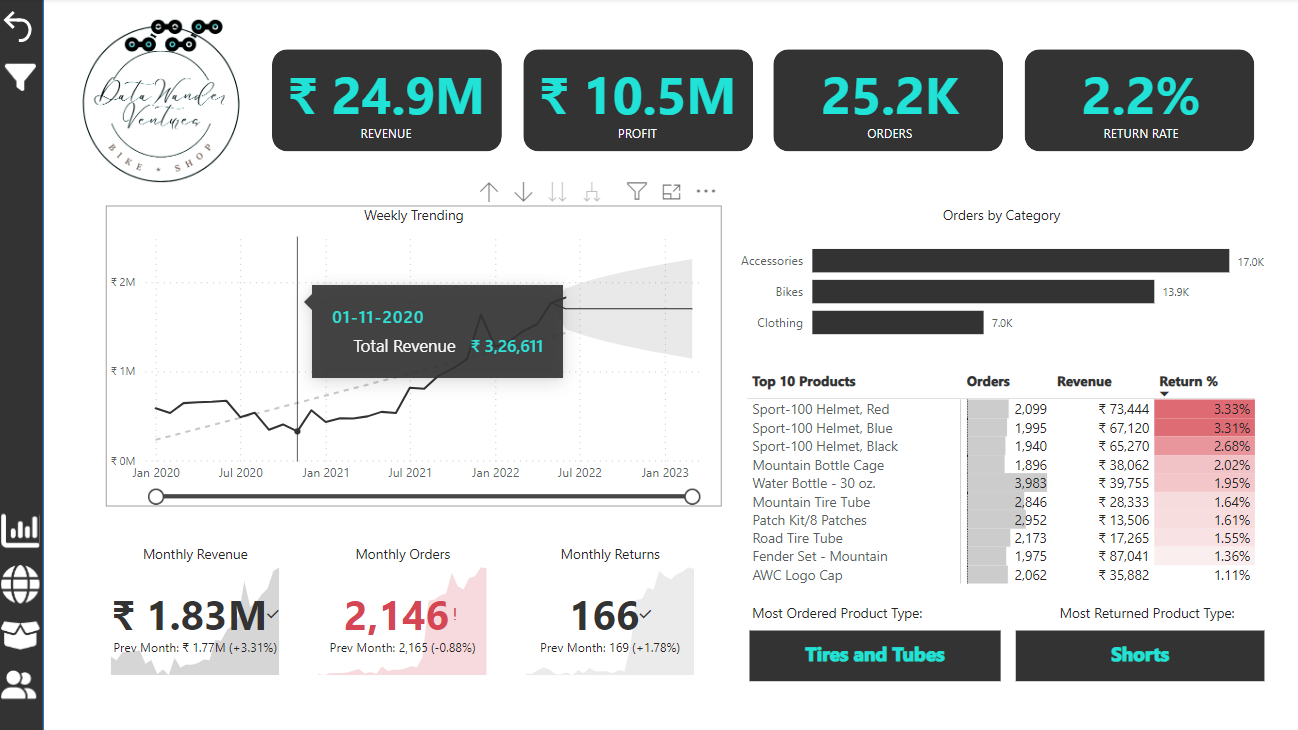 Data Wander
Ventures
BIKE ★ SHOP
₹ 24.9M
REVENUE
₹ 10.5M
PROFIT
25.2K
ORDERS
2.2%
RETURN RATE
Weekly Trending
₹ 2M
₹ 1M
₹ 0M
Jan 2020 Jul 2020 Jan 2021 Jul 2021 Jan 2022 Jul 2022 Jan 2023
01-11-2020
Total Revenue ₹ 3,26,611
Orders by Category
Accessories 17.0K
Bikes 13.9K
Clothing 7.0K
Top 10 Products Orders Revenue Return %
Sport-100 Helmet, Red 2,099 ₹ 73,444 3.33%
Sport-100 Helmet, Blue 1,995 ₹ 67,120 3.31%
Sport-100 Helmet, Black 1,940 ₹ 65,270 2.68%
Mountain Bottle Cage 1,896 ₹ 38,062 2.02%
Water Bottle - 30 oz. 3,983 ₹ 39,755 1.95%
Mountain Tire Tube 2,846 ₹ 28,333 1.64%
Patch Kit/8 Patches 2,952 ₹ 13,506 1.61%
Road Tire Tube 2,173 ₹ 17,265 1.55%
Fender Set - Mountain 1,975 ₹ 87,041 1.36%
AWC Logo Cap 2,062 ₹ 35,882 1.11%
Monthly Revenue
₹ 1.83M✓
Prev Month: ₹ 1.77M (+3.31%)
Monthly Orders
2,146!
Prev Month: 2,165 (-0.88%)
Monthly Returns
166✓
Prev Month: 169 (+1.78%)
Most Ordered Product Type:
Tires and Tubes
Most Returned Product Type:
Shorts